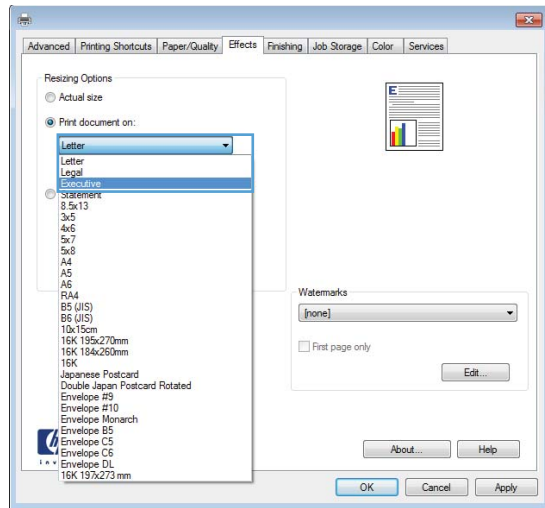 Advanced Printing Shortcuts Paper/Quality Effects Finishing Job Storage Color Services
Resizing Options
Actual size
Print document on:
Letter
Letter
Legal
Executive
Statement
8.5x13
3x5
4x6
5x7
5x8
A4
A5
A6
RA4
B5 (JIS)
B6 (JIS)
10x15cm
16K 195x270mm
16K 184x260mm
16K
Japanese Postcard
Double Japan Postcard Rotated
Envelope #9
Envelope #10
Envelope Monarch
Envelope B5
Envelope C5
Envelope C6
Envelope DL
16K 197x273 mm
E
Watermarks
[none]
First page only
Edit...
About... Help
OK Cancel Apply